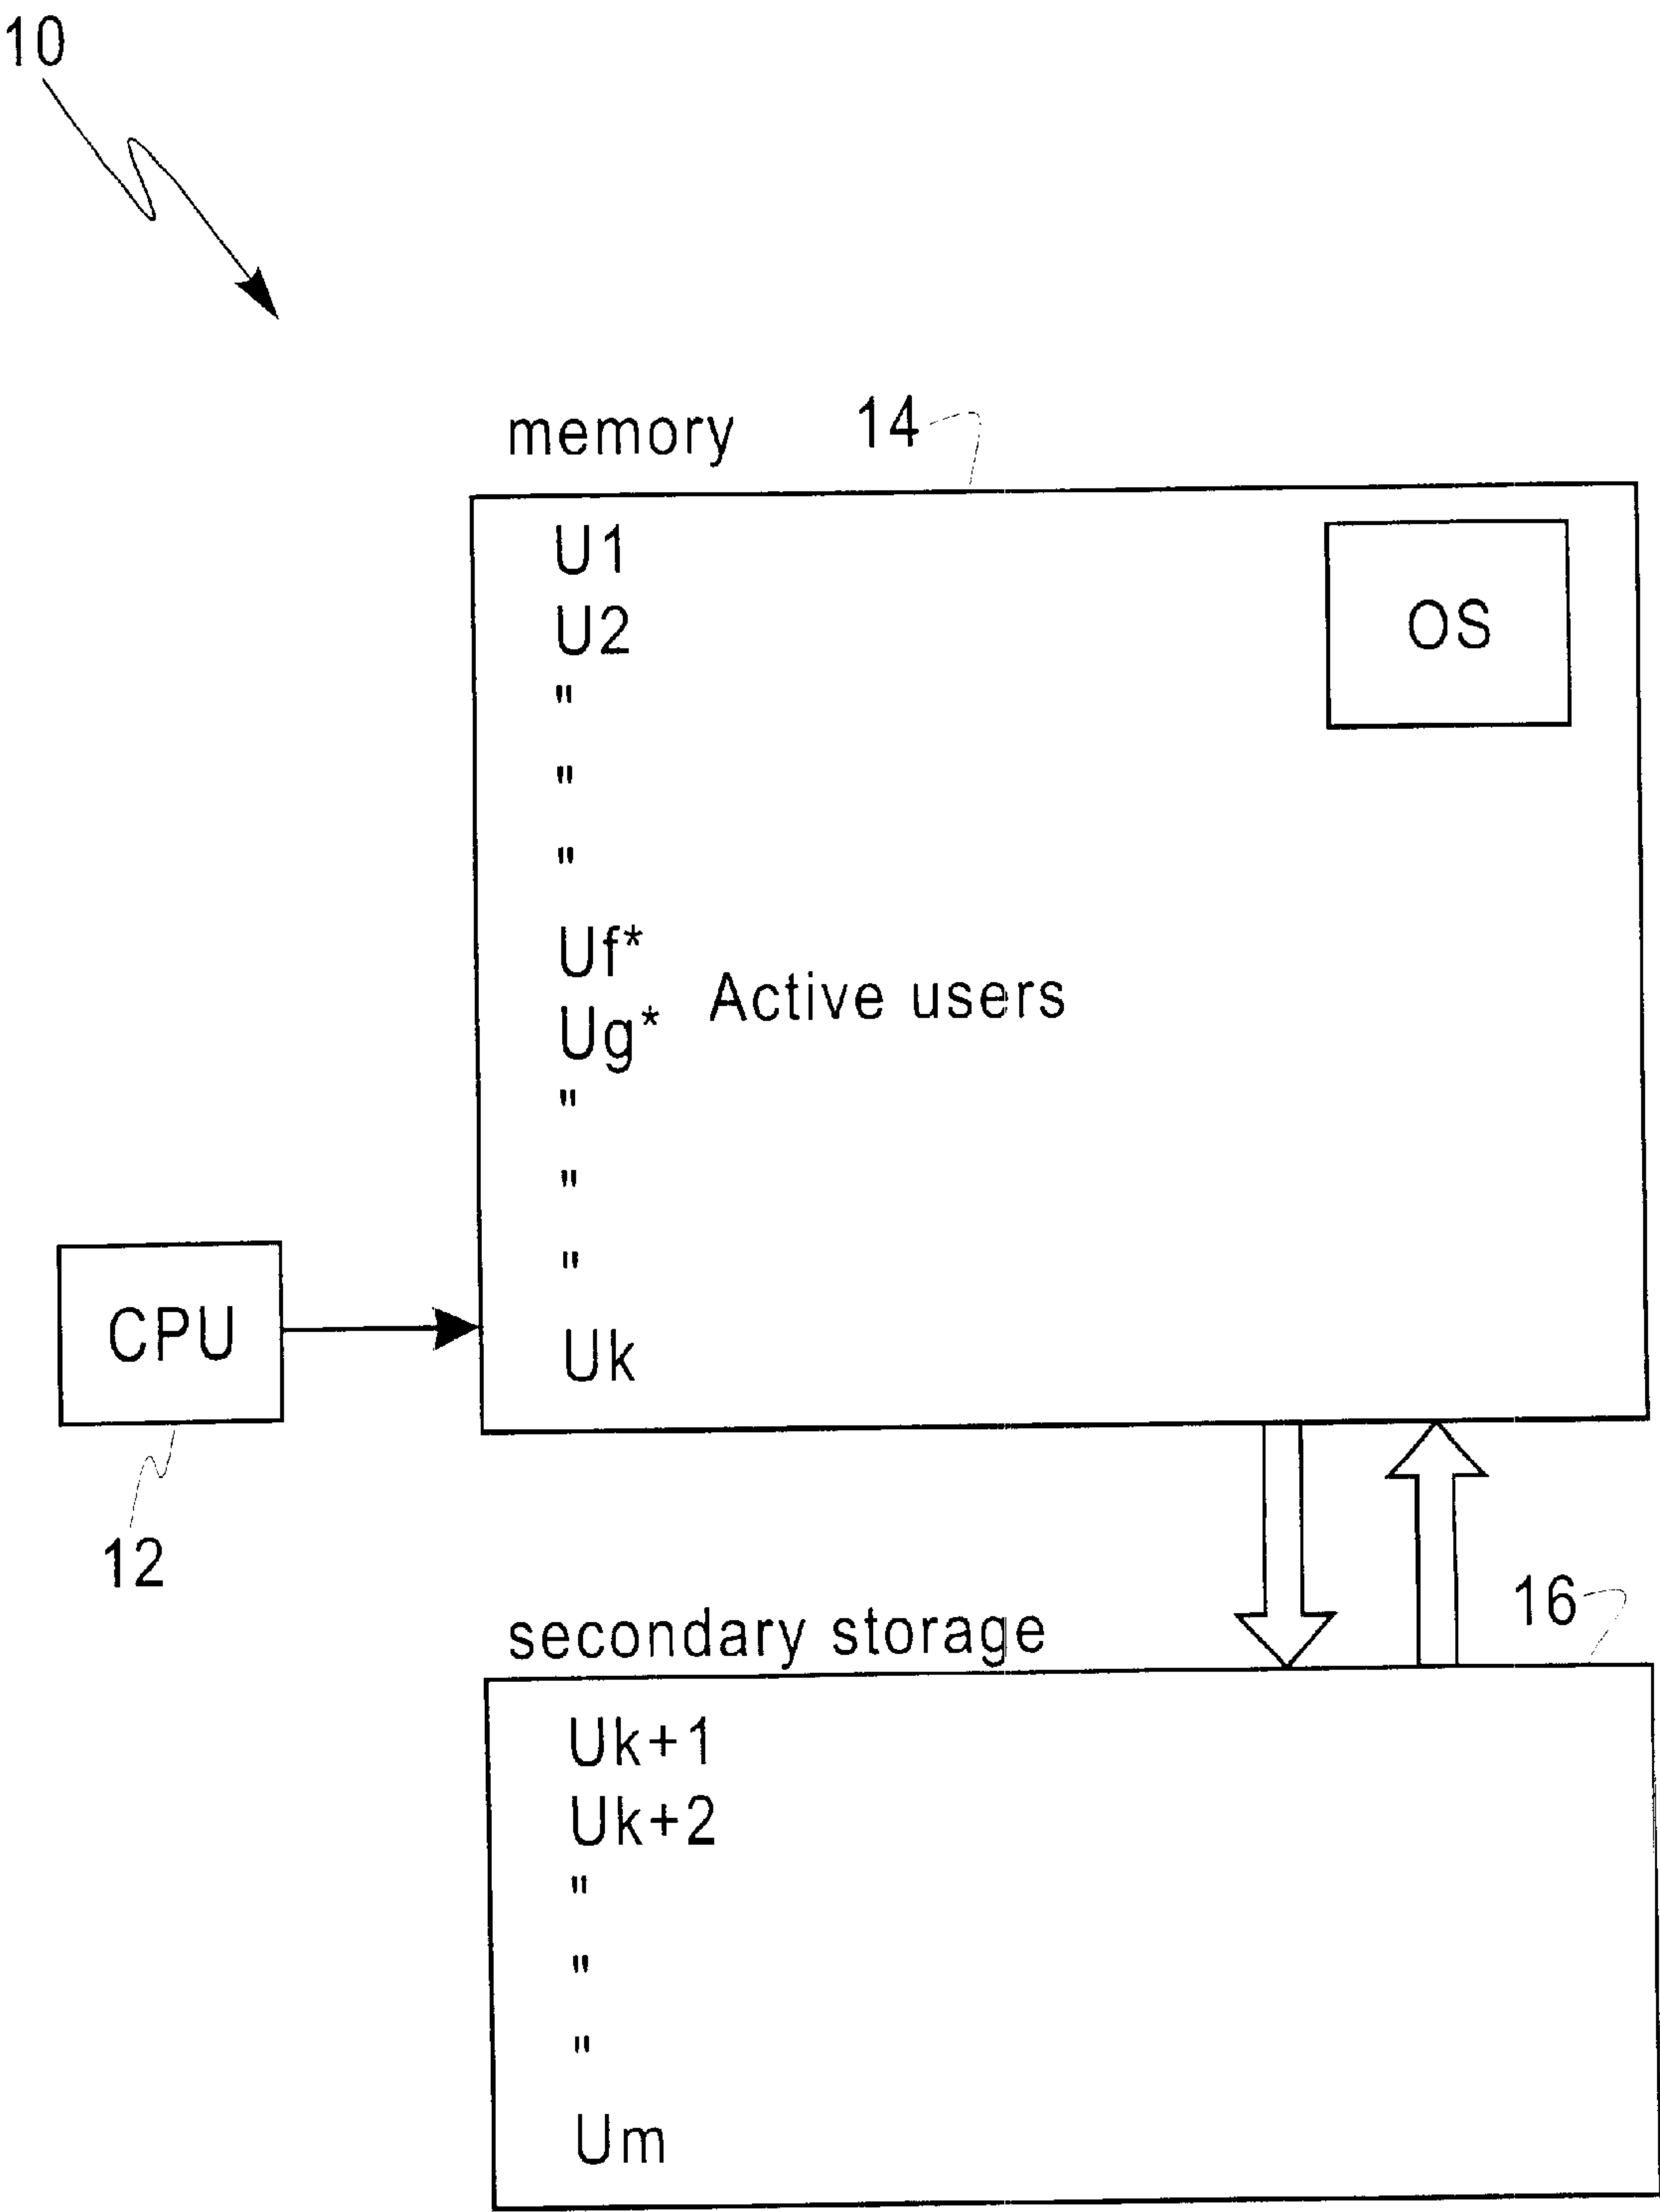 10
memory 14
U1
OS
U2
"
"
"
Uf*
Active users
Ug*
"
"
"
CPU
Uk
12
16
secondary storage
Uk+1
Uk+2
"
"
"
Um